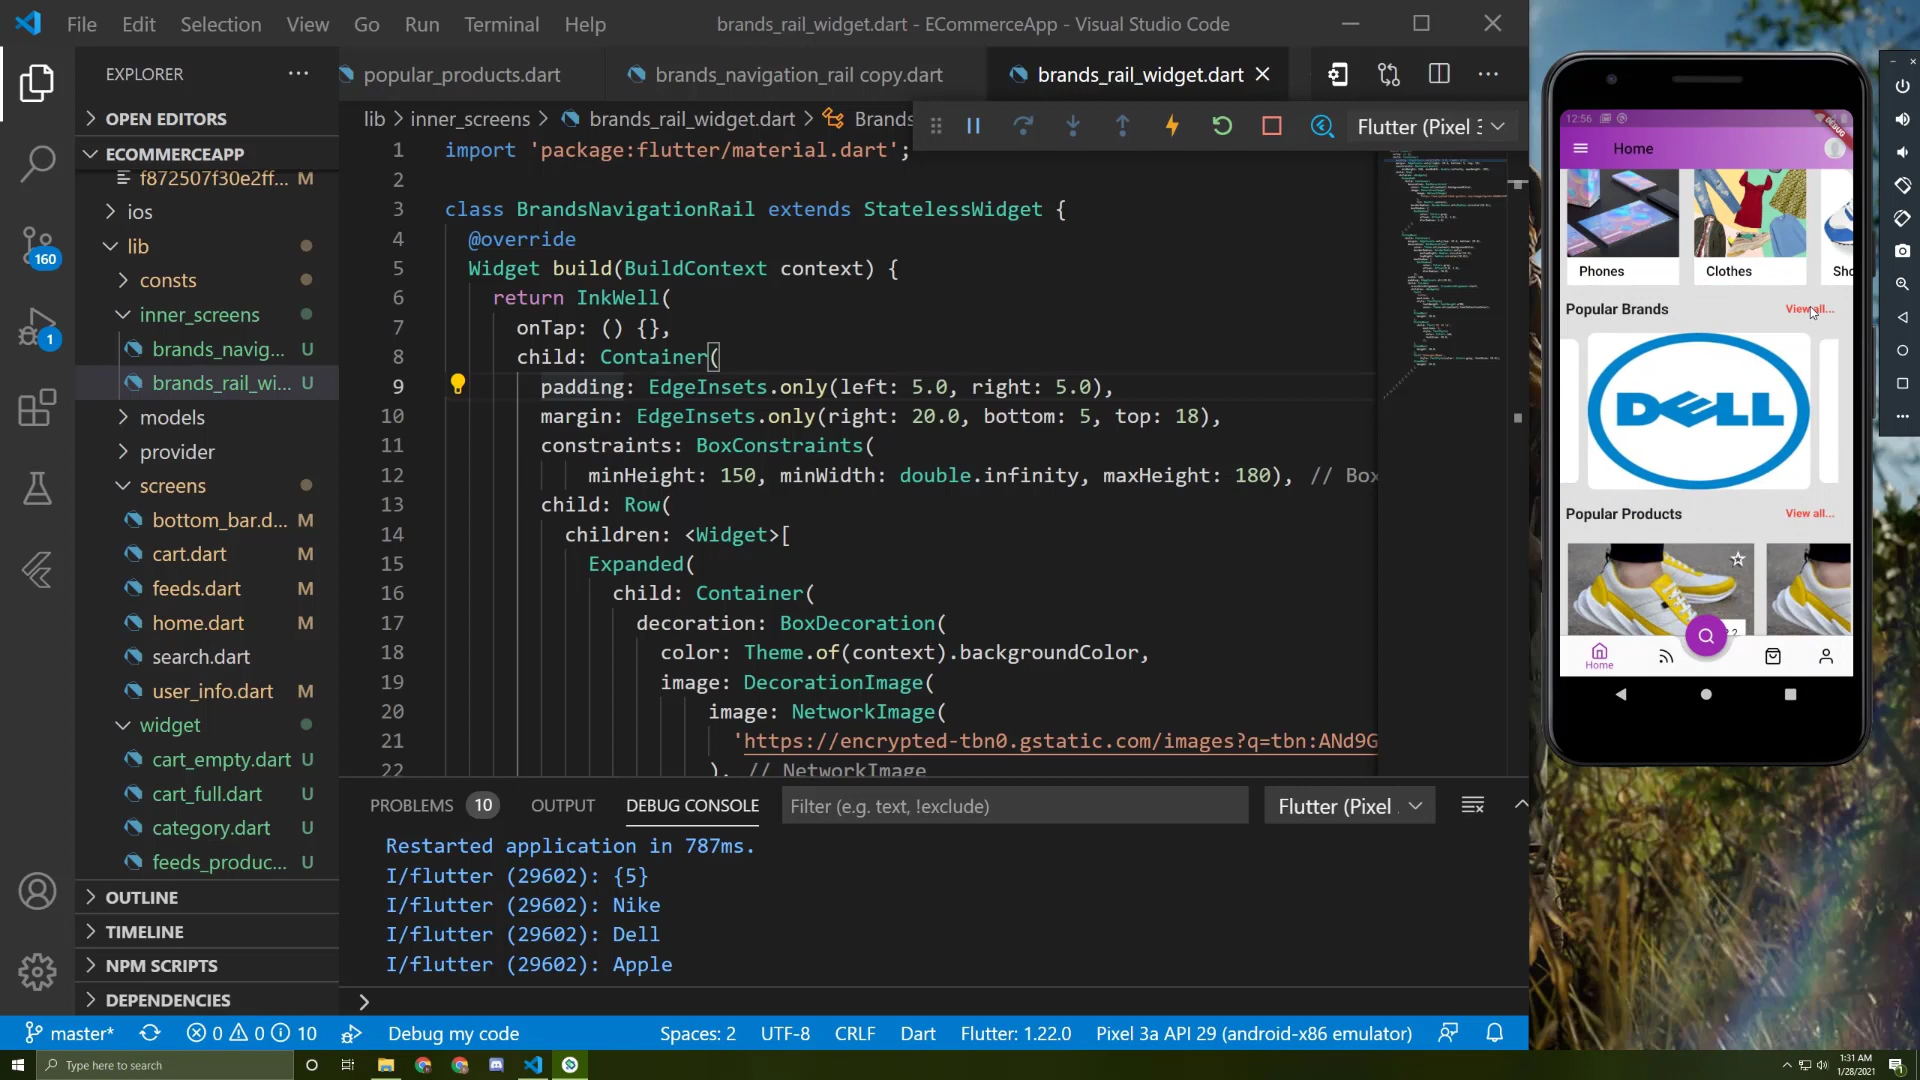 File Edit Selection View Go Run Terminal Help
brands_rail_widget.dart - ECommerceApp - Visual Studio Code
EXPLORER
OPEN EDITORS
ECOMMERCEAPP
f872507f30e2ff... M
ios
lib
consts
inner_screens
brands_navig... U
brands_rail_wi... U
models
provider
screens
bottom_bar.d... M
cart.dart M
feeds.dart M
home.dart M
search.dart
user_info.dart M
widget
cart_empty.dart U
cart_full.dart U
category.dart U
feeds_produc... U
OUTLINE
TIMELINE
NPM SCRIPTS
DEPENDENCIES
160
1
popular_products.dart
brands_navigation_rail copy.dart
brands_rail_widget.dart
lib > inner_screens > brands_rail_widget.dart > Brands
Flutter (Pixel 3
1 import 'package:flutter/material.dart';
2
3 class BrandsNavigationRail extends StatelessWidget {
4 @override
5 Widget build(BuildContext context) {
6 return InkWell(
7 onTap: () {},
8 child: Container(
9 padding: EdgeInsets.only(left: 5.0, right: 5.0),
10 margin: EdgeInsets.only(right: 20.0, bottom: 5, top: 18),
11 constraints: BoxConstraints(
12 minHeight: 150, minWidth: double.infinity, maxHeight: 180), // Box
13 child: Row(
14 children: <Widget>[
15 Expanded(
16 child: Container(
17 decoration: BoxDecoration(
18 color: Theme.of(context).backgroundColor,
19 image: DecorationImage(
20 image: NetworkImage(
21 'https://encrypted-tbn0.gstatic.com/images?q=tbn:ANd9G
22 ), // NetworkImage
PROBLEMS 10 OUTPUT DEBUG CONSOLE
Filter (e.g. text, !exclude)
Flutter (Pixel
Restarted application in 787ms.
I/flutter (29602): {5}
I/flutter (29602): Nike
I/flutter (29602): Dell
I/flutter (29602): Apple
master* 0 0 10 Debug my code
Spaces: 2 UTF-8 CRLF Dart Flutter: 1.22.0 Pixel 3a API 29 (android-x86 emulator)
Type here to search
1:31 AM
1/28/2021
12:56
DEBUG
Home
Phones
Clothes
Sho
Popular Brands
View all...
DELL
Popular Products
View all...
Home